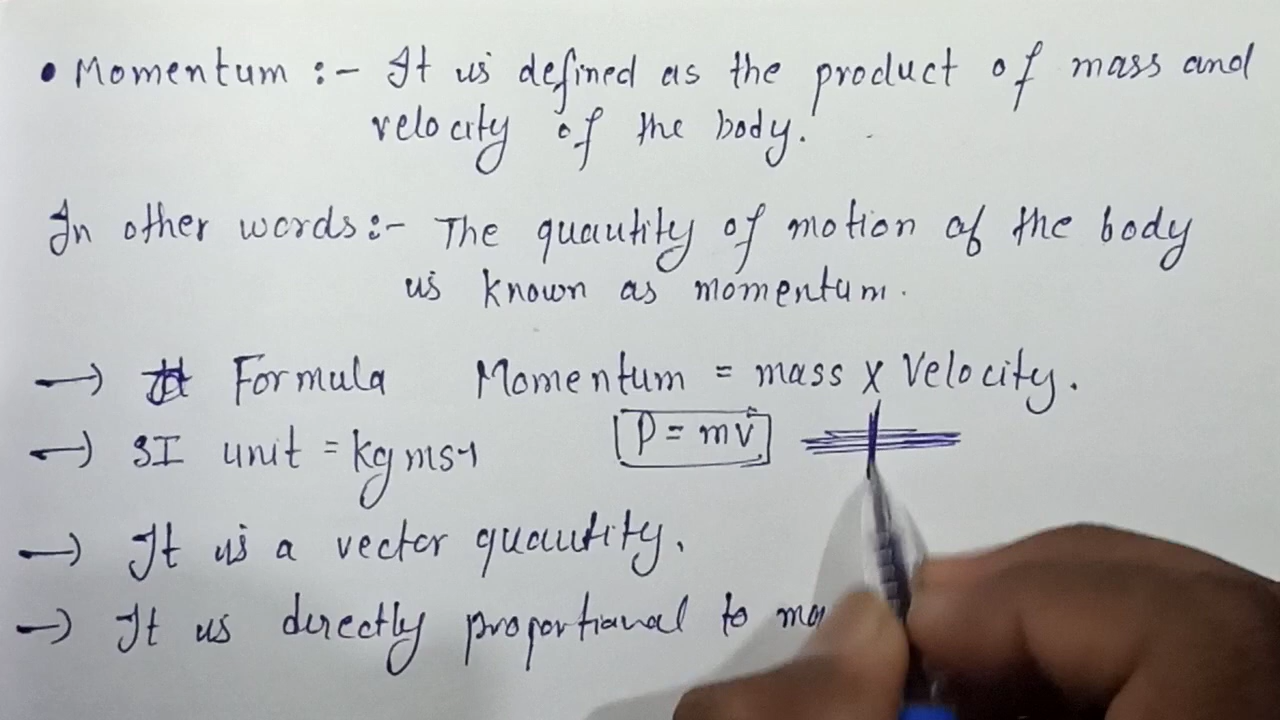 • Momentum :- It is defined as the product of mass and
velocity of the body.
In other words :- The quantity of motion of the body
is known as momentum.
→ Formula Momentum = mass X Velocity.
P = mv
→ SI unit = kg ms-1
→ It is a vector quantity.
→ It is directly proportional to